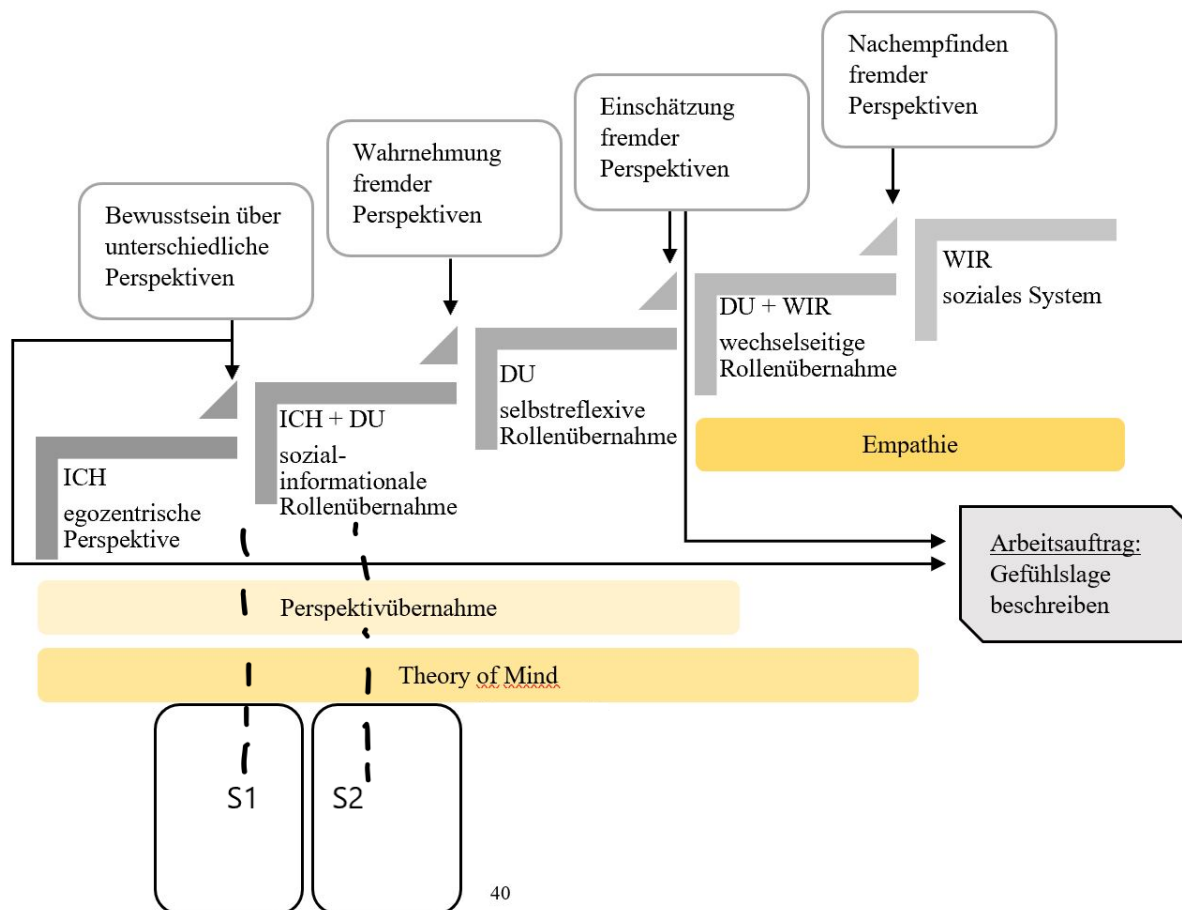 Nachempfinden
fremder
Perspektiven
Einschätzung
fremder
Perspektiven
Wahrnehmung
fremder
Perspektiven
Bewusstsein über
unterschiedliche
Perspektiven
WIR
soziales System
DU + WIR
wechselseitige
Rollenübernahme
DU
selbstreflexive
Rollenübernahme
ICH + DU
sozial-
informationale
Rollenübernahme
ICH
egozentrische
Perspektive
Empathie
Arbeitsauftrag:
Gefühlslage
beschreiben
Perspektivübernahme
Theory of Mind
S1
S2
40